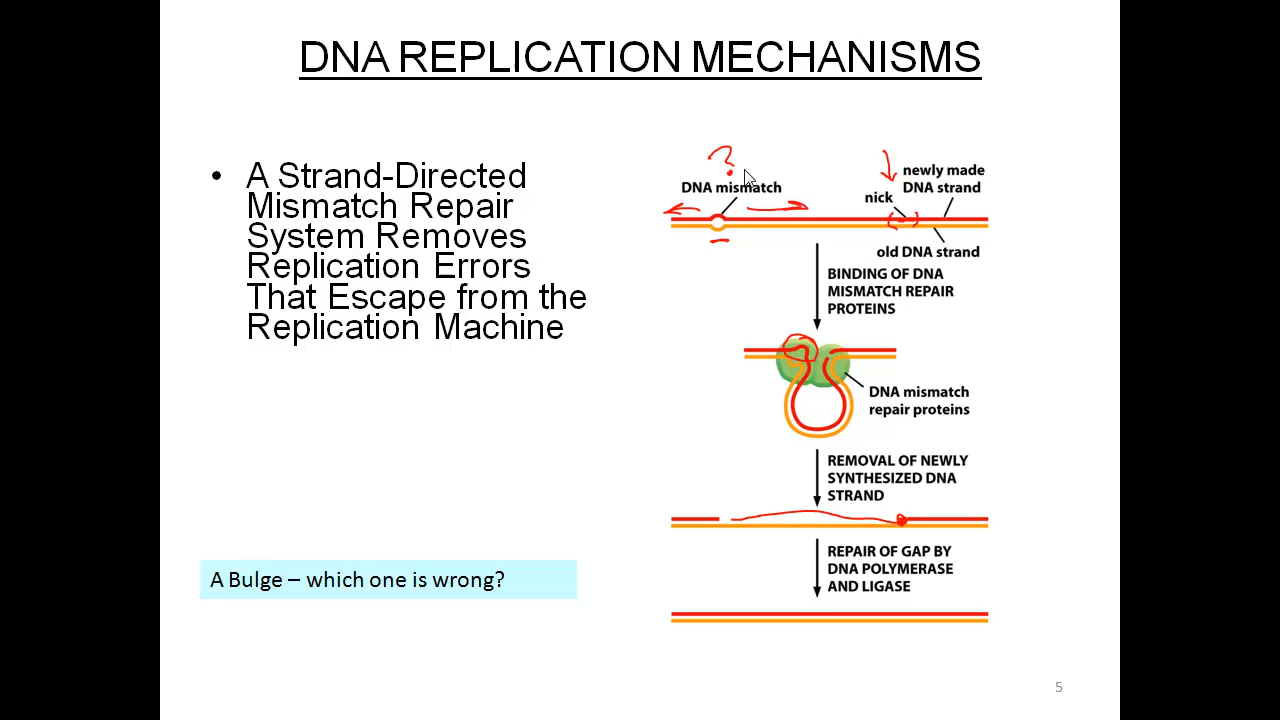 DNA REPLICATION MECHANISMS
• A Strand-Directed
Mismatch Repair
System Removes
Replication Errors
That Escape from the
Replication Machine
?
DNA mismatch
nick
newly made
DNA strand
old DNA strand
BINDING OF DNA
MISMATCH REPAIR
PROTEINS
DNA mismatch
repair proteins
REMOVAL OF NEWLY
SYNTHESIZED DNA
STRAND
REPAIR OF GAP BY
DNA POLYMERASE
AND LIGASE
A Bulge – which one is wrong?
5